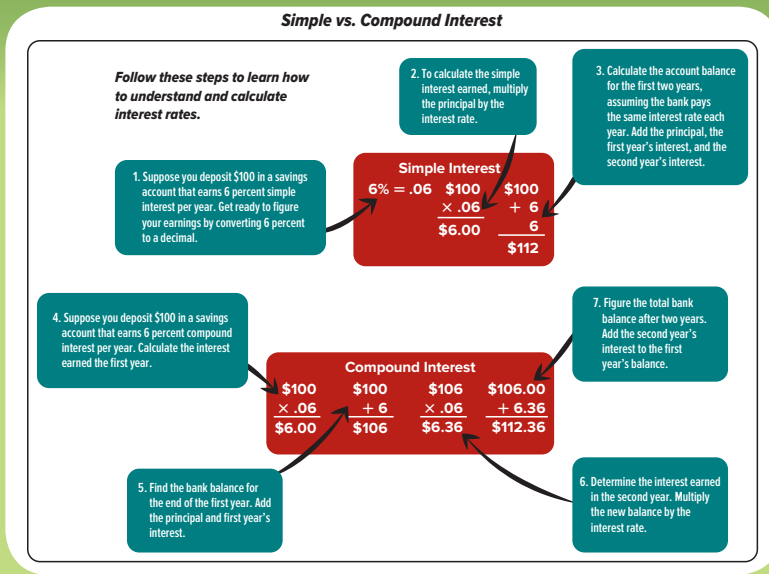 Simple vs. Compound Interest
Follow these steps to learn how
to understand and calculate
interest rates.
1. Suppose you deposit $100 in a savings
account that earns 6 percent simple
interest per year. Get ready to figure
your earnings by converting 6 percent
to a decimal.
2. To calculate the simple
interest earned, multiply
the principal by the
interest rate.
3. Calculate the account balance
for the first two years,
assuming the bank pays
the same interest rate each
year. Add the principal, the
first year's interest, and the
second year's interest.
Simple Interest
6% = .06 $100 $100
× .06 + 6
$6.00 6
$112
4. Suppose you deposit $100 in a savings
account that earns 6 percent compound
interest per year. Calculate the interest
earned the first year.
7. Figure the total bank
balance after two years.
Add the second year's
interest to the first
year's balance.
Compound Interest
$100 $100 $106 $106.00
× .06 + 6 × .06 + 6.36
$6.00 $106 $6.36 $112.36
5. Find the bank balance for
the end of the first year. Add
the principal and first year's
interest.
6. Determine the interest earned
in the second year. Multiply
the new balance by the
interest rate.